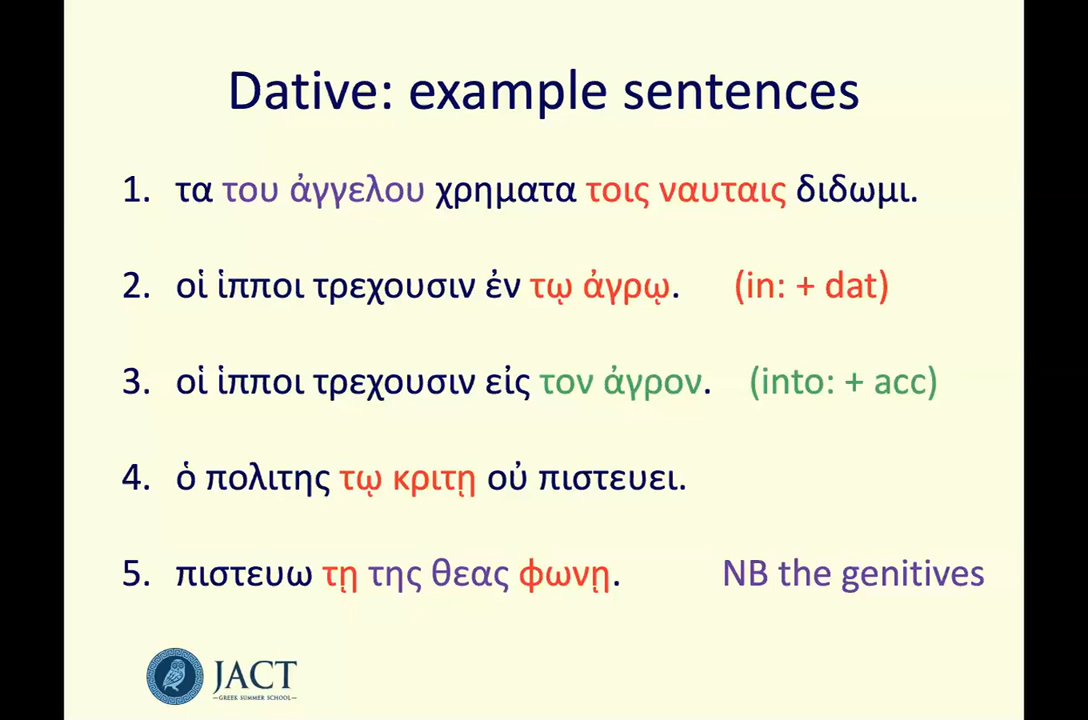 Dative: example sentences
1. τα του ἀγγελου χρηματα τοις ναυταις διδωμι.
2. οἱ ἱπποι τρεχουσιν ἐν τῳ ἀγρῳ. (in: + dat)
3. οἱ ἱπποι τρεχουσιν εἰς τον ἀγρον. (into: + acc)
4. ὁ πολιτης τῳ κριτῃ οὐ πιστευει.
5. πιστευω τῃ της θεας φωνῃ. NB the genitives
JACT
—GREEK SUMMER SCHOOL—